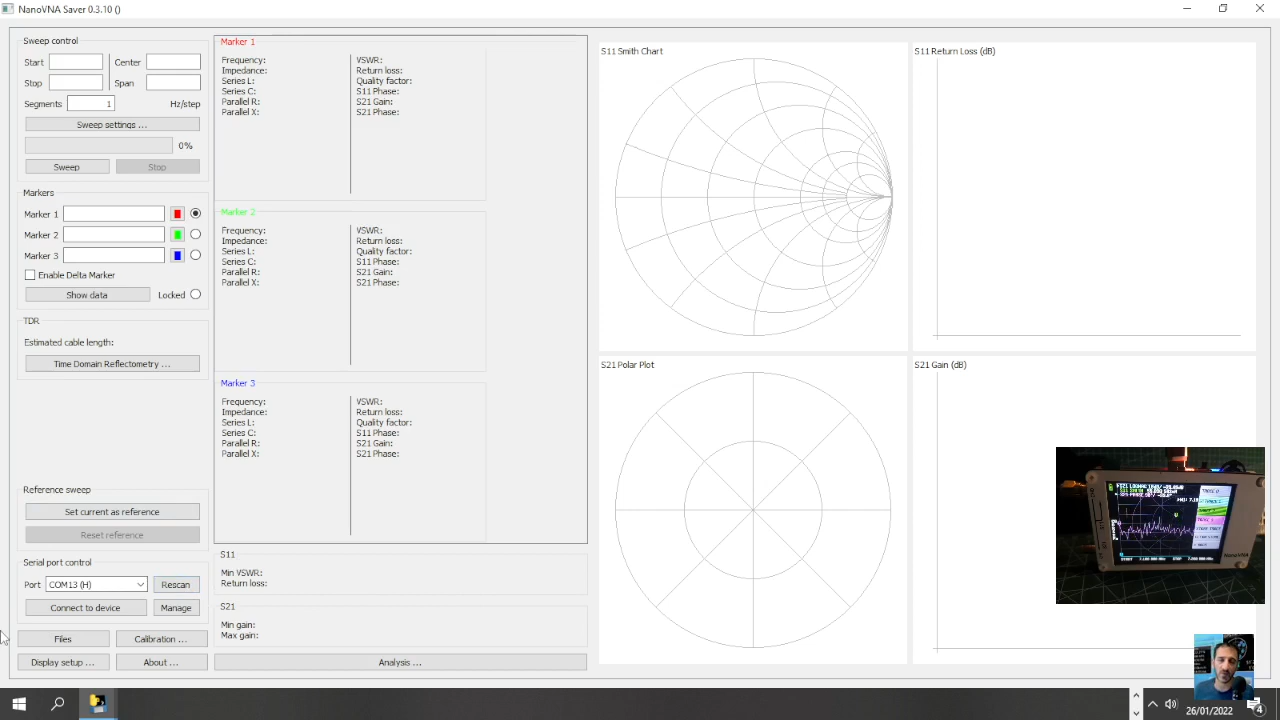 NanoVNA Saver 0.3.10 ()
Sweep control
Start
Center
Stop
Span
Segments 1 Hz/step
Sweep settings ...
0%
Sweep
Stop
Markers
Marker 1
Marker 2
Marker 3
Enable Delta Marker
Show data
Locked
TDR
Estimated cable length:
Time Domain Reflectometry ...
Reference sweep
Set current as reference
Reset reference
Serial port control
Port COM13 (H) Rescan
Connect to device
Manage
Files
Calibration ...
Display setup ...
About ...
Marker 1
Frequency:
Impedance:
Series L:
Series C:
Parallel R:
Parallel X:
VSWR:
Return loss:
Quality factor:
S11 Phase:
S21 Gain:
S21 Phase:
Marker 2
Frequency:
Impedance:
Series L:
Series C:
Parallel R:
Parallel X:
VSWR:
Return loss:
Quality factor:
S11 Phase:
S21 Gain:
S21 Phase:
Marker 3
Frequency:
Impedance:
Series L:
Series C:
Parallel R:
Parallel X:
VSWR:
Return loss:
Quality factor:
S11 Phase:
S21 Gain:
S21 Phase:
S11
Min VSWR:
Return loss:
S21
Min gain:
Max gain:
Analysis ...
S11 Smith Chart
S11 Return Loss (dB)
S21 Polar Plot
S21 Gain (dB)
NanoVNA
26/01/2022
4